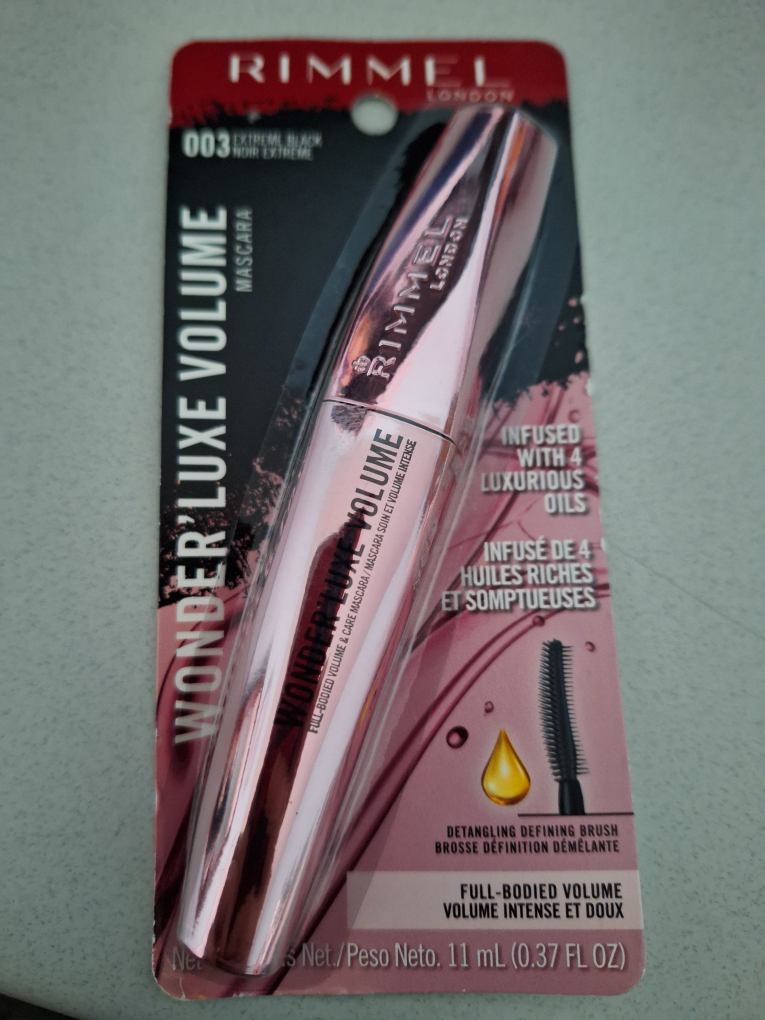 RIMMEL
LONDON
003 EXTREME BLACK
NOIR EXTREME
WONDER'LUXE VOLUME
MASCARA
RIMMEL
LONDON
WONDER'LUXE VOLUME
FULL-BODIED VOLUME & CARE MASCARA/MASCARA SOIN ET VOLUME INTENSE
INFUSED
WITH 4
LUXURIOUS
OILS
INFUSÉ DE 4
HUILES RICHES
ET SOMPTUEUSES
DETANGLING DEFINING BRUSH
BROSSE DÉFINITION DÉMÊLANTE
FULL-BODIED VOLUME
VOLUME INTENSE ET DOUX
Net./Peso Neto. 11 mL (0.37 FL OZ)